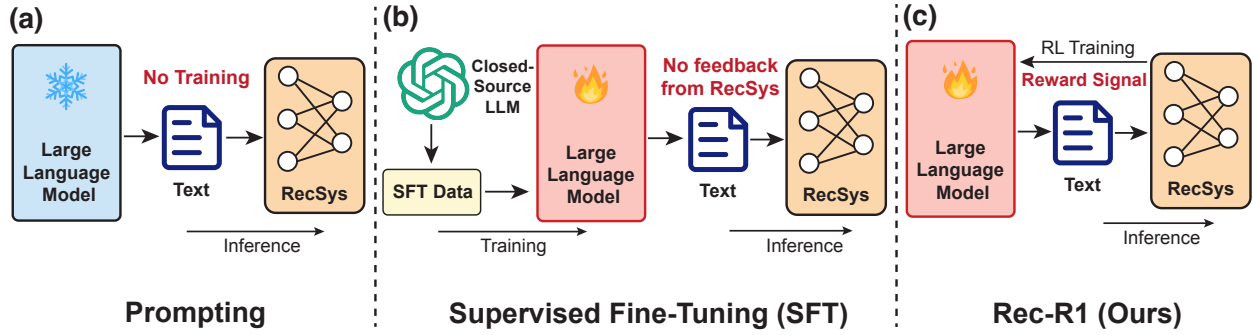 (a)
No Training
Large
Language
Model
Text
RecSys
Inference
Prompting
(b)
Closed-
Source
LLM
SFT Data
Large
Language
Model
No feedback
from RecSys
Text
RecSys
Training
Inference
Supervised Fine-Tuning (SFT)
(c)
RL Training
Reward Signal
Large
Language
Model
Text
RecSys
Inference
Rec-R1 (Ours)